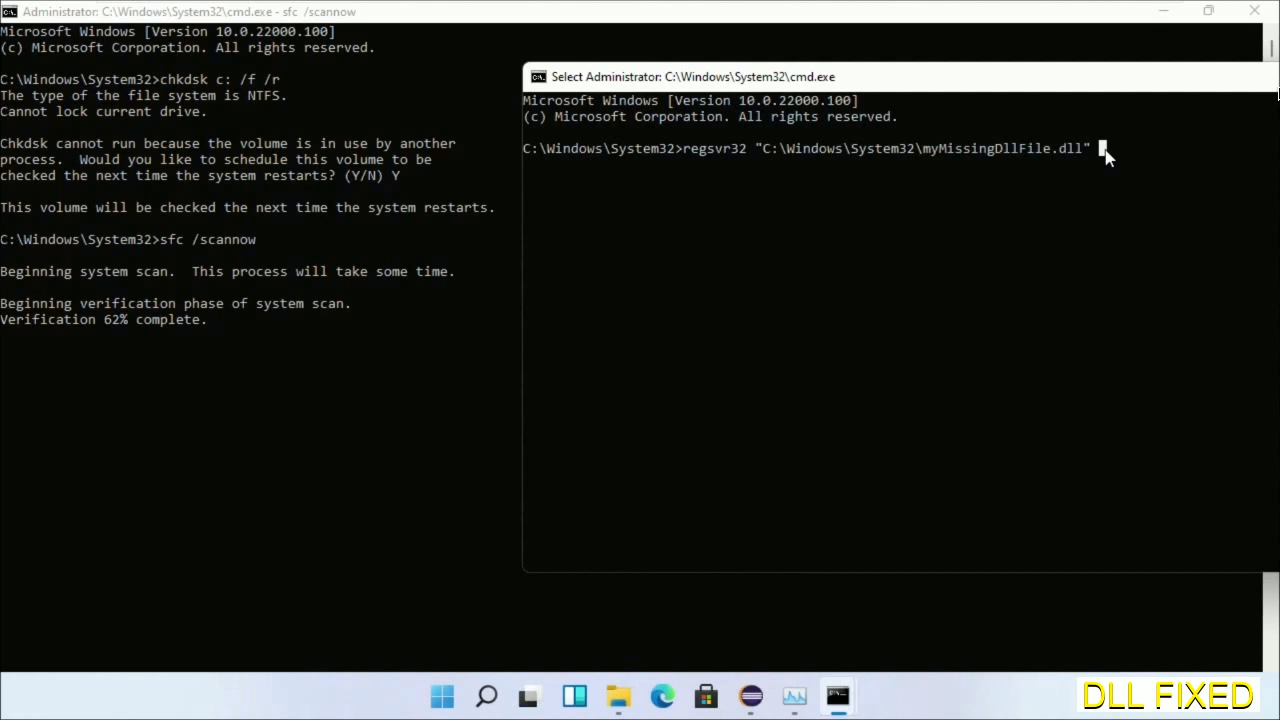 Administrator: C:\Windows\System32\cmd.exe - sfc /scannow
Microsoft Windows [Version 10.0.22000.100]
(c) Microsoft Corporation. All rights reserved.
C:\Windows\System32>chkdsk c: /f /r
The type of the file system is NTFS.
Cannot lock current drive.
Chkdsk cannot run because the volume is in use by another
process.  Would you like to schedule this volume to be
checked the next time the system restarts? (Y/N) Y
This volume will be checked the next time the system restarts.
C:\Windows\System32>sfc /scannow
Beginning system scan.  This process will take some time.
Beginning verification phase of system scan.
Verification 62% complete.
Select Administrator: C:\Windows\System32\cmd.exe
Microsoft Windows [Version 10.0.22000.100]
(c) Microsoft Corporation. All rights reserved.
C:\Windows\System32>regsvr32 "C:\Windows\System32\myMissingDllFile.dll"
DLL FIXED